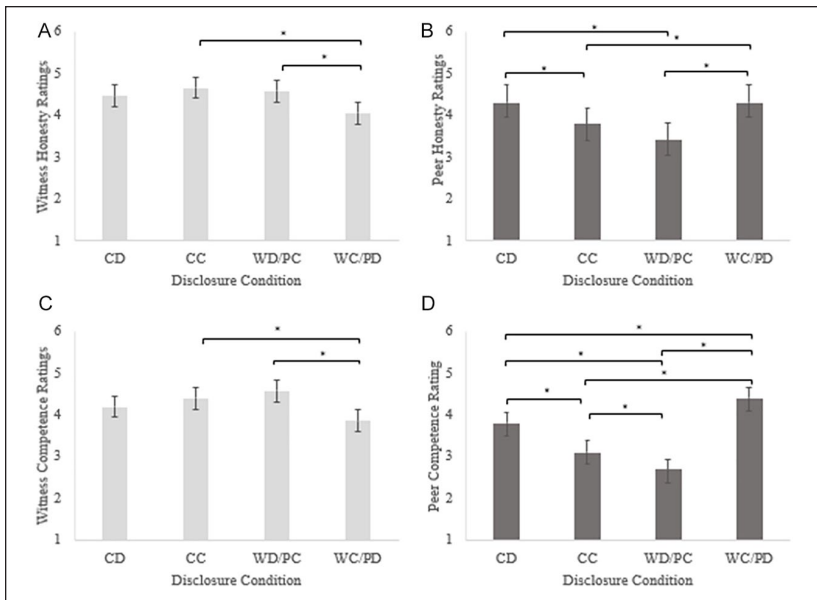 A
Witness Honesty Ratings
6
5
4
3
2
1
*
*
CD CC WD/PC WC/PD
Disclosure Condition
B
Peer Honesty Ratings
6
5
4
3
2
1
*
*
*
*
CD CC WD/PC WC/PD
Disclosure Condition
C
Witness Competence Ratings
6
5
4
3
2
1
*
*
CD CC WD/PC WC/PD
Disclosure Condition
D
Peer Competence Rating
6
5
4
3
2
1
*
*
*
*
*
*
CD CC WD/PC WC/PD
Disclosure Condition